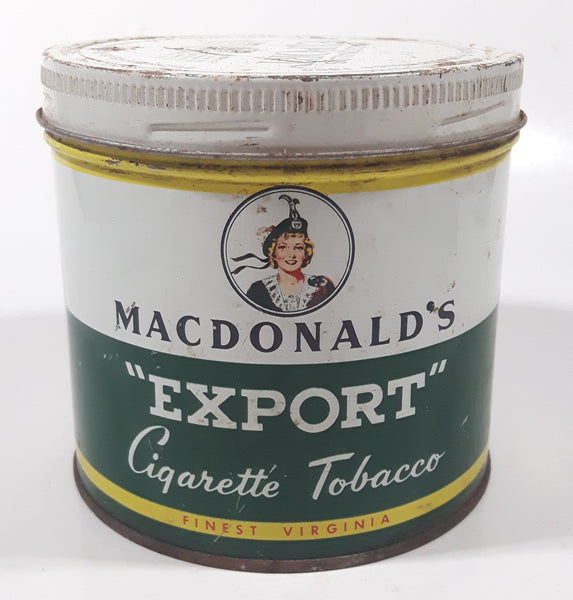 MACDONALD'S
"EXPORT"
Cigarette Tobacco
FINEST VIRGINIA